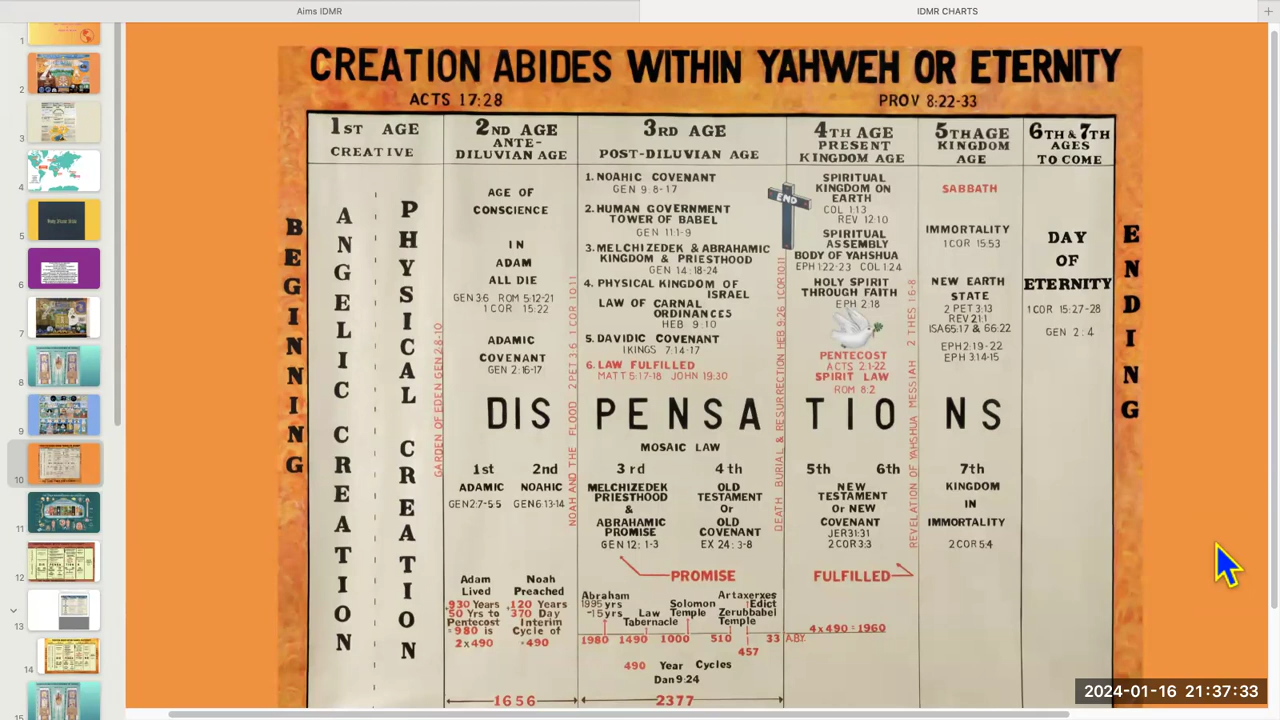 Aims IDMR
IDMR CHARTS
CREATION ABIDES WITHIN YAHWEH OR ETERNITY
ACTS 17:28
PROV 8:22-33
BEGINING
1ST AGE
CREATIVE
ANGELIC CREATION
PHYSICAL CREATION
GARDEN OF EDEN GEN 2:8-10
2ND AGE
ANTE-
DILUVIAN AGE
AGE OF
CONSCIENCE
IN
ADAM
ALL DIE
GEN 3:6 ROM 5:12-21
1 COR 15:22
ADAMIC
COVENANT
GEN 2:16-17
NOAH AND THE FLOOD 2 PET 3:6 1 COR 10:11
3RD AGE
POST-DILUVIAN AGE
1. NOAHIC COVENANT
GEN 9:8-17
2. HUMAN GOVERNMENT
TOWER OF BABEL
GEN 11:1-9
3. MELCHIZEDEK & ABRAHAMIC
KINGDOM & PRIESTHOOD
GEN 14:18-24
4. PHYSICAL KINGDOM OF
ISRAEL
LAW OF CARNAL
ORDINANCES
HEB 9:10
5. DAVIDIC COVENANT
1 KINGS 7:14-17
6. LAW FULFILLED
MATT 5:17-18 JOHN 19:30
END
DEATH BURIAL & RESURRECTION HEB 9:26 1 COR 10:11
4TH AGE
PRESENT
KINGDOM AGE
SPIRITUAL
KINGDOM ON
EARTH
COL 1:13
REV 12:10
SPIRITUAL
ASSEMBLY
BODY OF YAHSHUA
EPH 1:22-23 COL 1:24
HOLY SPIRIT
THROUGH FAITH
EPH 2:18
PENTECOST
ACTS 2:1-22
SPIRIT LAW
ROM 8:2
REVELATION OF YAHSHUA MESSIAH 2 THES 1:6-8
5TH AGE
KINGDOM
AGE
SABBATH
IMMORTALITY
1 COR 15:53
NEW EARTH
STATE
2 PET 3:13
REV 21:1
ISA 65:17 & 66:22
EPH 2:19-22
EPH 3:14-15
6TH & 7TH
AGES
TO COME
DAY
OF
ETERNITY
1 COR 15:27-28
GEN 2:4
ENDING
DISPENSATIONS
MOSAIC LAW
1st 2nd 3rd 4th 5th 6th 7th
ADAMIC
GEN 2:7-5:5
NOAHIC
GEN 6:13-14
MELCHIZEDEK
PRIESTHOOD
&
ABRAHAMIC
PROMISE
GEN 12:1-3
OLD
TESTAMENT
Or
OLD
COVENANT
EX 24:3-8
NEW
TESTAMENT
Or NEW
COVENANT
JER 31:31
2 COR 3:3
KINGDOM
IN
IMMORTALITY
2 COR 5:4
PROMISE
FULFILLED
Adam
Lived
930 Years
50 Yrs to
Pentecost
= 980 is
2 x 490
Noah
Preached
120 Years
370 Day
Interim
Cycle of
490
Abraham
1995 yrs
-15 yrs
Law
Tabernacle
Solomon
Temple
Artaxerxes
Edict
Zerubbabel
Temple
1980 1490 1000 510 33 A.B.Y.
457
4 x 490 = 1960
490 Year Cycles
Dan 9:24
1656
2377
2024-01-16 21:37:33
1
2
3
4
5
6
7
8
9
10
11
12
13
14
15